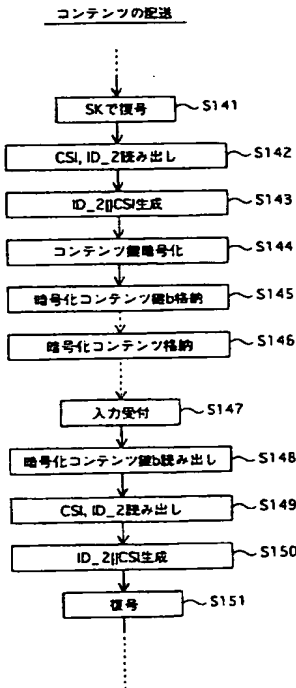 コンテンツの配送
SKで復号
S141
CSI, ID_2読み出し
S142
ID_2||CSI生成
S143
コンテンツ鍵暗号化
S144
暗号化コンテンツ鍵b格納
S145
暗号化コンテンツ格納
S146
入力受付
S147
暗号化コンテンツ鍵b読み出し
S148
CSI, ID_2読み出し
S149
ID_2||CSI生成
S150
復号
S151